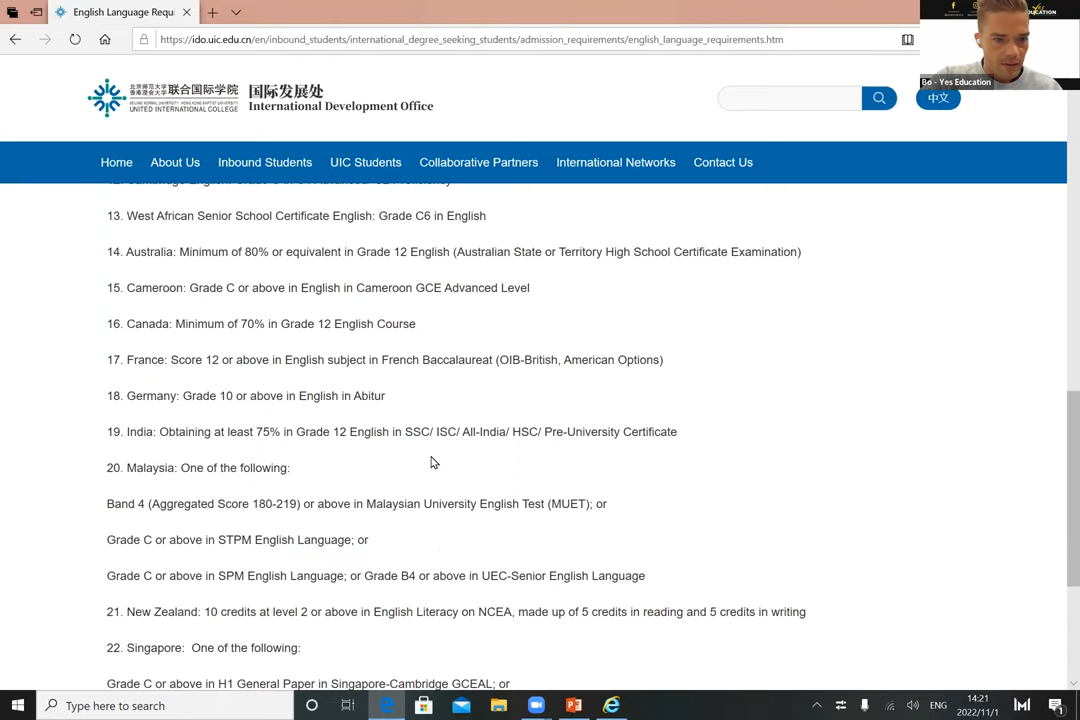 English Language Requ
https://ido.uic.edu.cn/en/inbound_students/international_degree_seeking_students/admission_requirements/english_language_requirements.htm
EDUCATION
Bo - Yes Education
北京师范大学
香港浸会大学
联合国际学院
UNITED INTERNATIONAL COLLEGE
国际发展处
International Development Office
中文
Home About Us Inbound Students UIC Students Collaborative Partners International Networks Contact Us
13. West African Senior School Certificate English: Grade C6 in English
14. Australia: Minimum of 80% or equivalent in Grade 12 English (Australian State or Territory High School Certificate Examination)
15. Cameroon: Grade C or above in English in Cameroon GCE Advanced Level
16. Canada: Minimum of 70% in Grade 12 English Course
17. France: Score 12 or above in English subject in French Baccalaureat (OIB-British, American Options)
18. Germany: Grade 10 or above in English in Abitur
19. India: Obtaining at least 75% in Grade 12 English in SSC/ ISC/ All-India/ HSC/ Pre-University Certificate
20. Malaysia: One of the following:
Band 4 (Aggregated Score 180-219) or above in Malaysian University English Test (MUET); or
Grade C or above in STPM English Language; or
Grade C or above in SPM English Language; or Grade B4 or above in UEC-Senior English Language
21. New Zealand: 10 credits at level 2 or above in English Literacy on NCEA, made up of 5 credits in reading and 5 credits in writing
22. Singapore: One of the following:
Grade C or above in H1 General Paper in Singapore-Cambridge GCEAL; or
Type here to search
ENG
14:21
2022/11/1